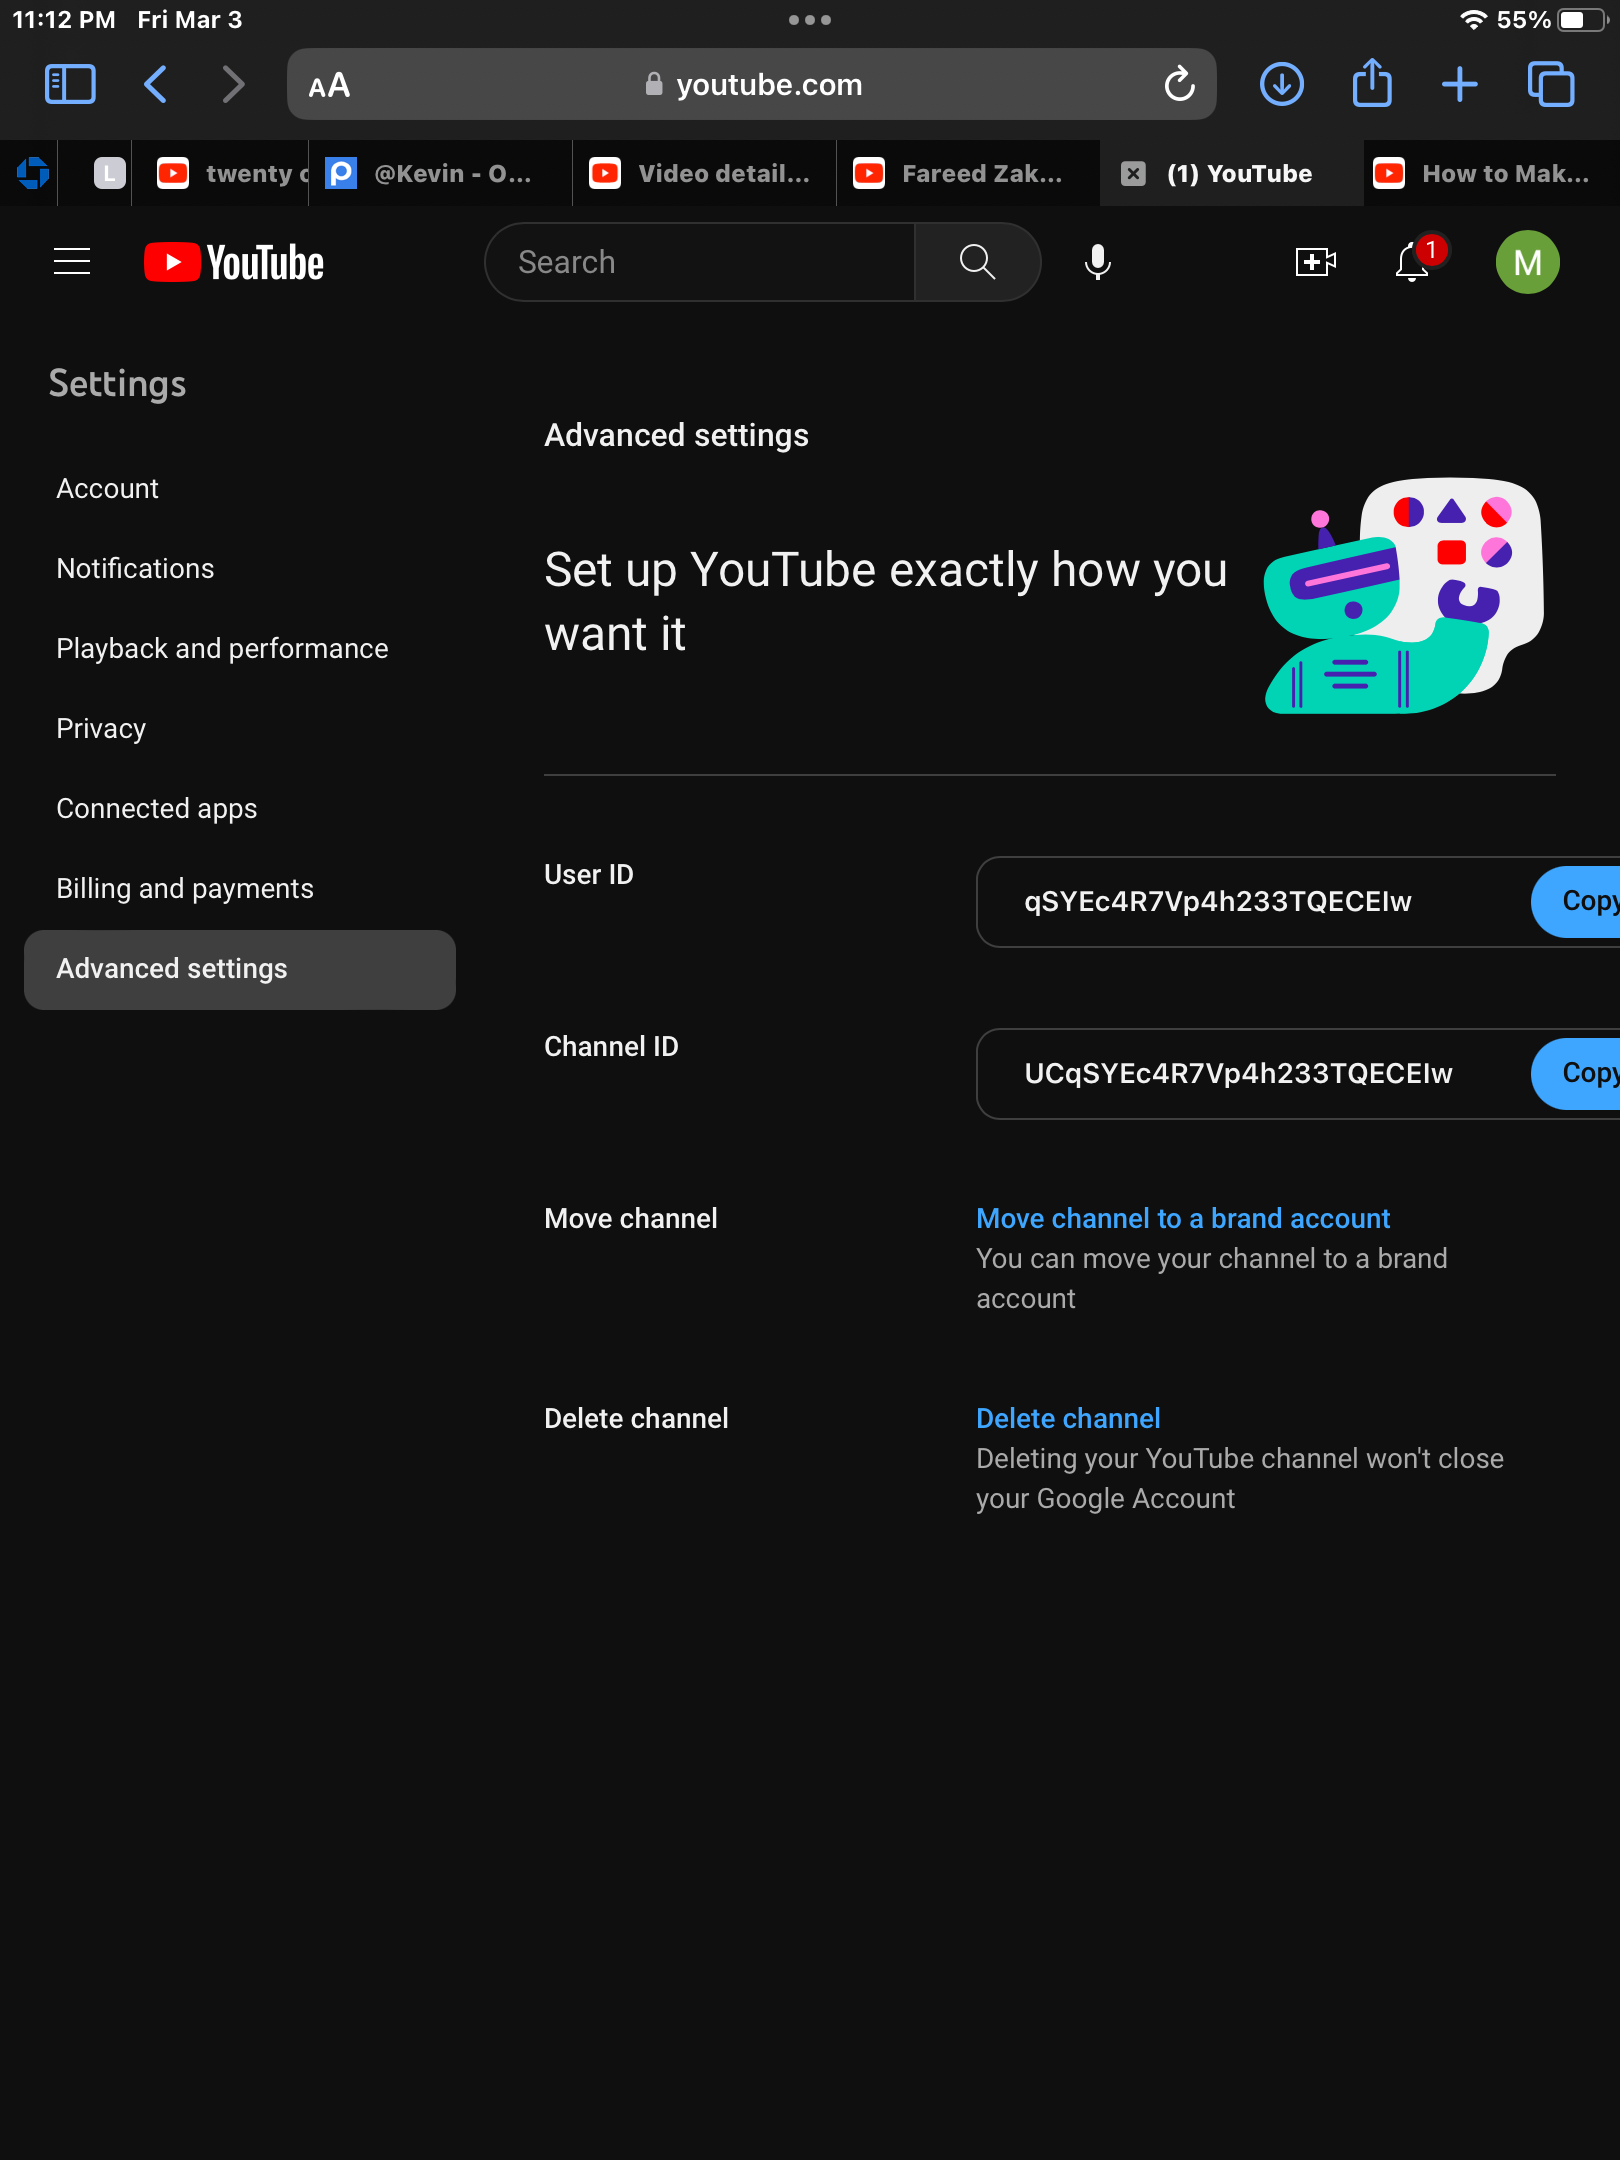 11:12 PM Fri Mar 3 55%
AA youtube.com
L twenty @Kevin - O... Video detail... Fareed Zak... (1) YouTube How to Mak...
YouTube Search 1 M
Settings
Account
Notifications
Playback and performance
Privacy
Connected apps
Billing and payments
Advanced settings
Advanced settings
Set up YouTube exactly how you
want it
User ID qSYEc4R7Vp4h233TQECEIw Copy
Channel ID UCqSYEc4R7Vp4h233TQECEIw Copy
Move channel Move channel to a brand account
You can move your channel to a brand
account
Delete channel Delete channel
Deleting your YouTube channel won't close
your Google Account